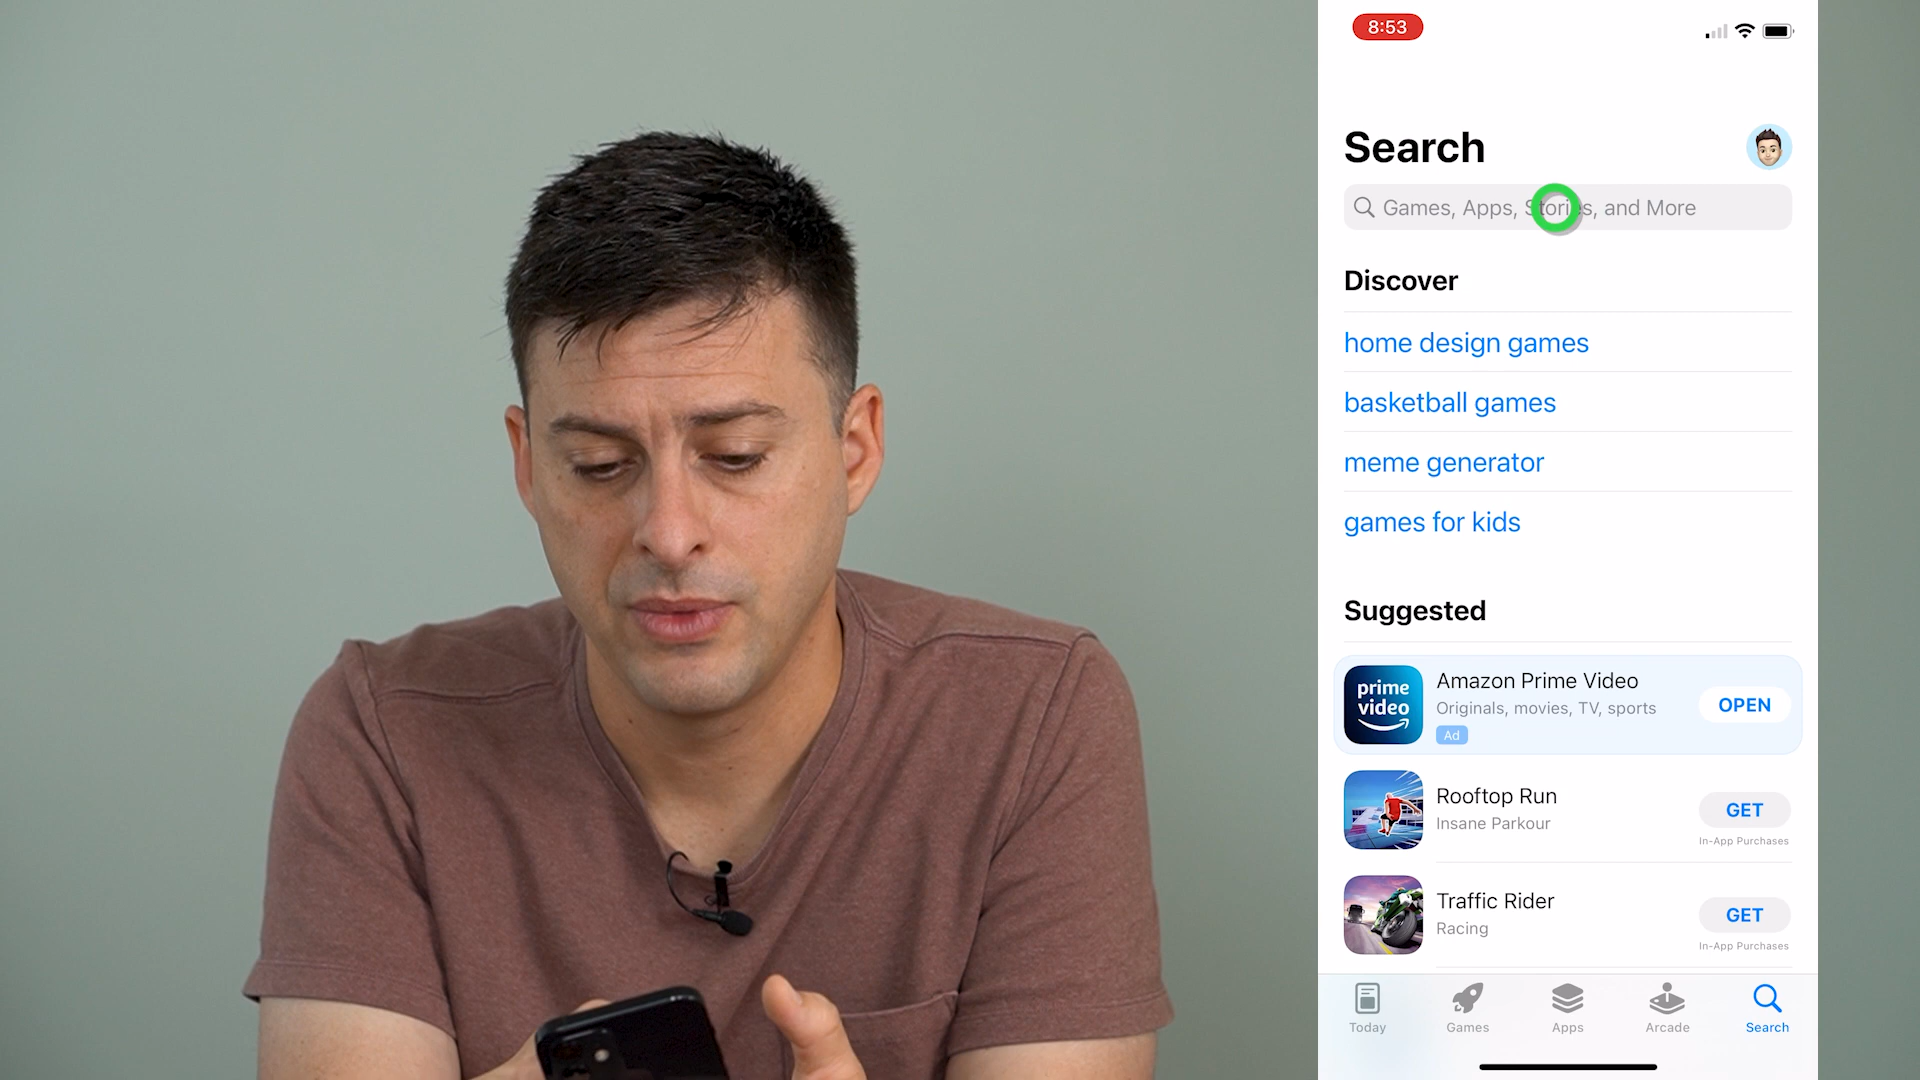 8:53
Search
Games, Apps, Stories, and More
Discover
home design games
basketball games
meme generator
games for kids
Suggested
prime
video
Amazon Prime Video
Originals, movies, TV, sports
Ad
OPEN
Rooftop Run
Insane Parkour
GET
In-App Purchases
Traffic Rider
Racing
GET
In-App Purchases
Today
Games
Apps
Arcade
Search